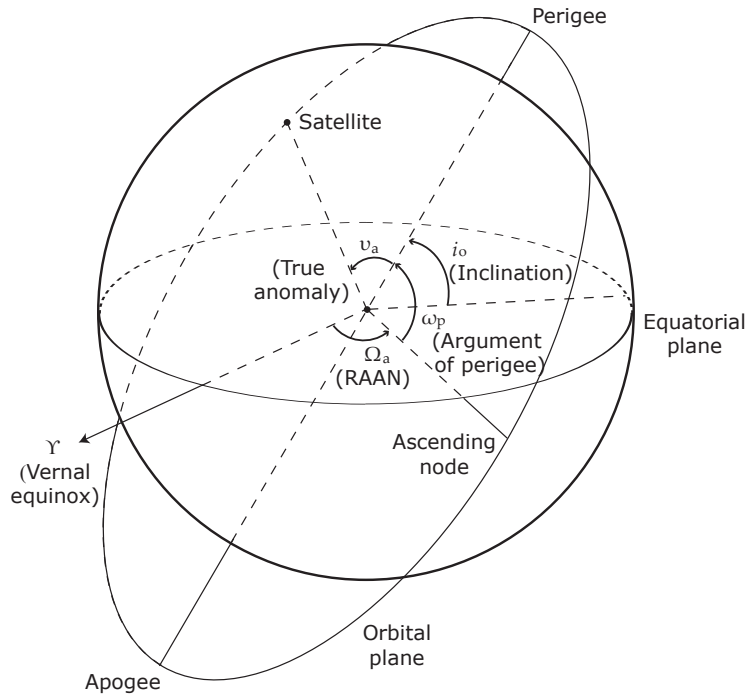 Perigee
Satellite
υa
io
(Inclination)
(True
anomaly)
ωp
(Argument
of perigee)
Equatorial
plane
Ωa
(RAAN)
ϒ
(Vernal
equinox)
Ascending
node
Orbital
plane
Apogee